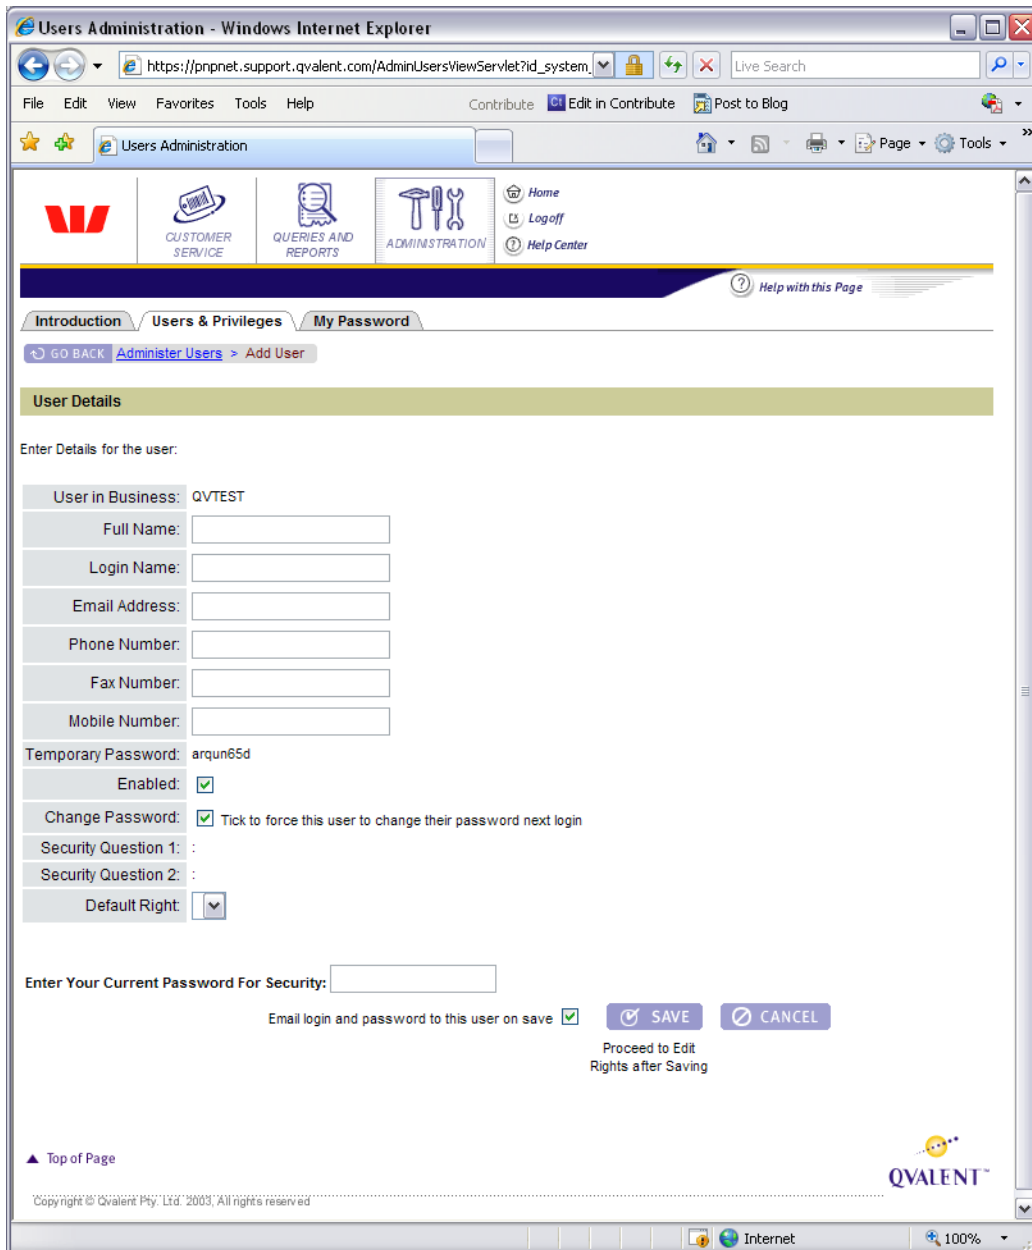 Users Administration - Windows Internet Explorer
https://pnpnet.support.qvalent.com/AdminUsersViewServlet?id_system_ Live Search
File Edit View Favorites Tools Help Contribute Ct Edit in Contribute Post to Blog
Users Administration Page Tools »
CUSTOMER SERVICE
QUERIES AND REPORTS
ADMINISTRATION
Home
Logoff
? Help Center
? Help with this Page
Introduction Users & Privileges My Password
GO BACK Administer Users > Add User
User Details
Enter Details for the user:
User in Business: QVTEST
Full Name:
Login Name:
Email Address:
Phone Number:
Fax Number:
Mobile Number:
Temporary Password: arqun65d
Enabled:
Change Password: Tick to force this user to change their password next login
Security Question 1: :
Security Question 2: :
Default Right:
Enter Your Current Password For Security:
Email login and password to this user on save SAVE CANCEL
Proceed to Edit
Rights after Saving
Top of Page
QVALENT™
Copyright © Qvalent Pty. Ltd. 2003, All rights reserved
Internet 100%